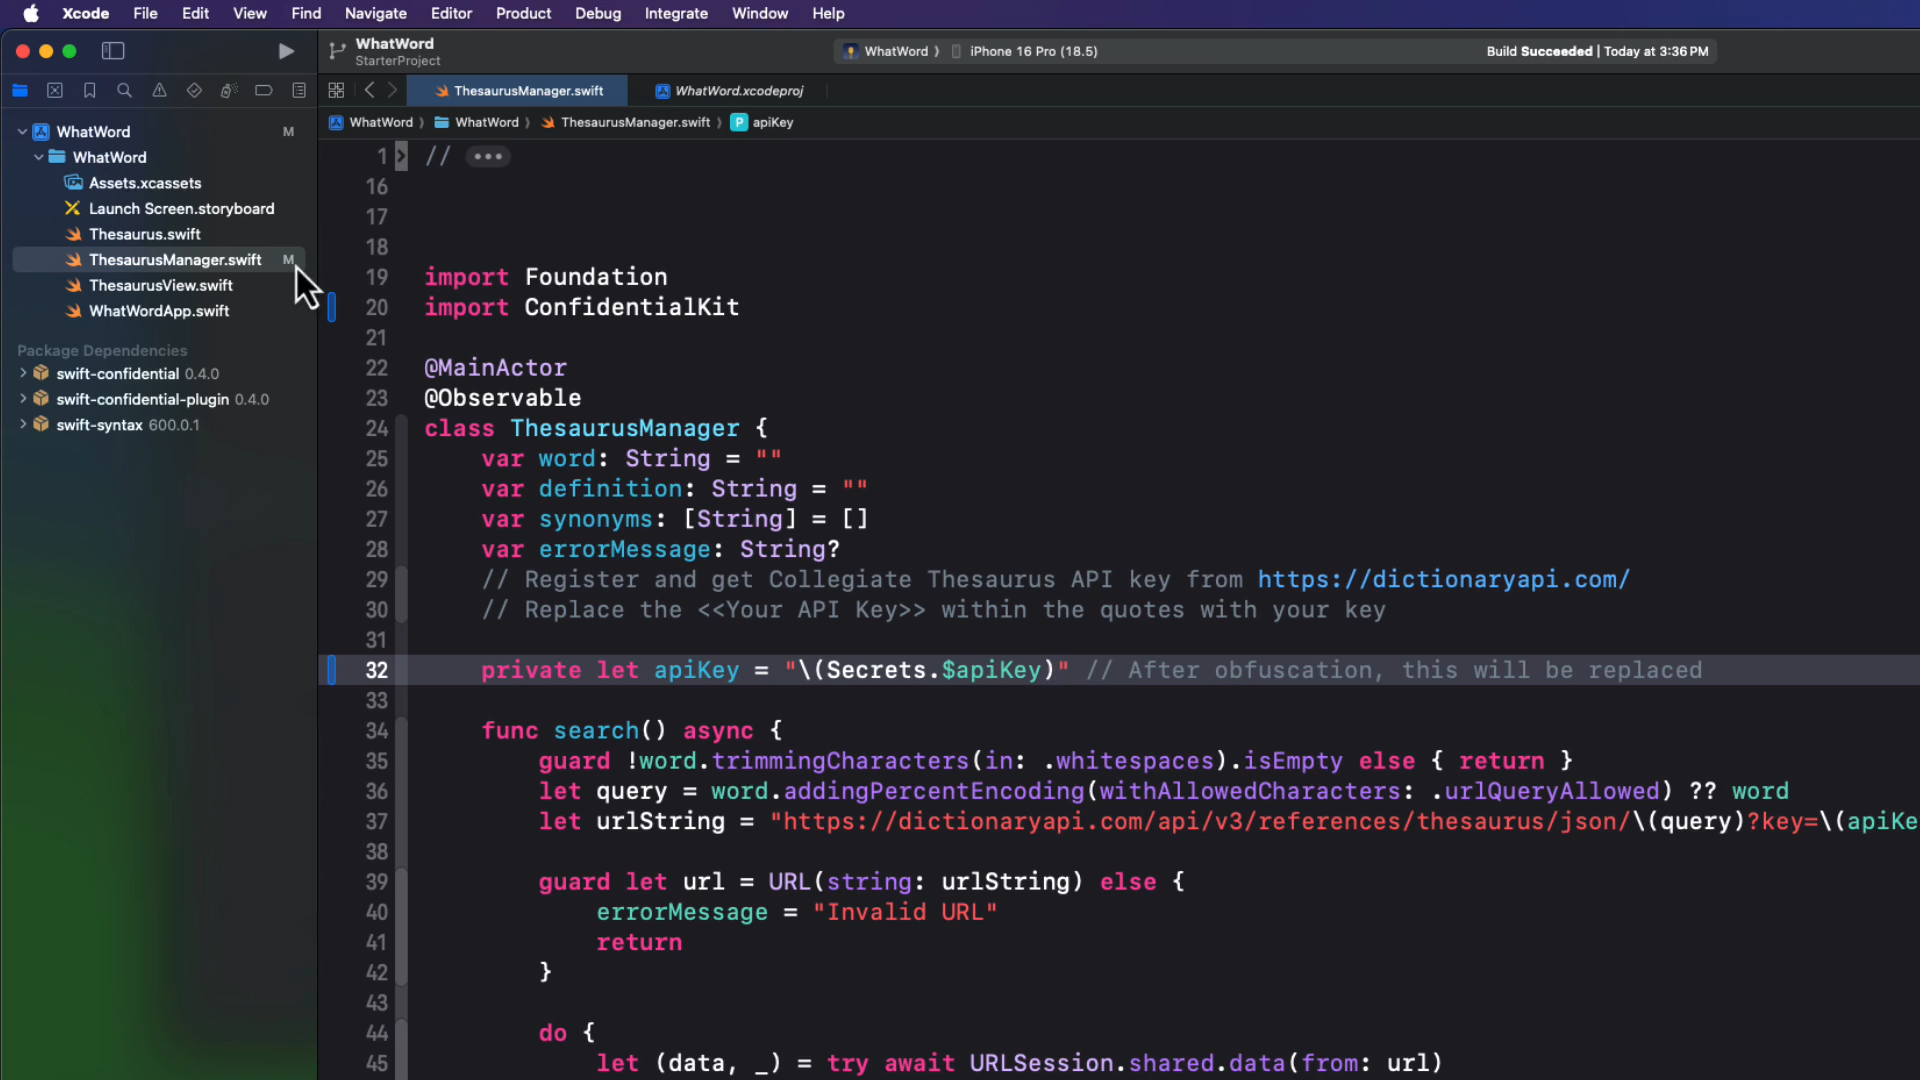 Xcode File Edit View Find Navigate Editor Product Debug Integrate Window Help
WhatWord
StarterProject
WhatWord 〉 iPhone 16 Pro (18.5)
Build Succeeded | Today at 3:36 PM
ThesaurusManager.swift
WhatWord.xcodeproj
WhatWord 〉 WhatWord 〉 ThesaurusManager.swift 〉 P apiKey
WhatWord M
WhatWord
Assets.xcassets
Launch Screen.storyboard
Thesaurus.swift
ThesaurusManager.swift M
ThesaurusView.swift
WhatWordApp.swift
Package Dependencies
swift-confidential 0.4.0
swift-confidential-plugin 0.4.0
swift-syntax 600.0.1
1 // •••
16
17
18
19 import Foundation
20 import ConfidentialKit
21
22 @MainActor
23 @Observable
24 class ThesaurusManager {
25 var word: String = ""
26 var definition: String = ""
27 var synonyms: [String] = []
28 var errorMessage: String?
29 // Register and get Collegiate Thesaurus API key from https://dictionaryapi.com/
30 // Replace the <<Your API Key>> within the quotes with your key
31
32 private let apiKey = "\(Secrets.$apiKey)" // After obfuscation, this will be replaced
33
34 func search() async {
35 guard !word.trimmingCharacters(in: .whitespaces).isEmpty else { return }
36 let query = word.addingPercentEncoding(withAllowedCharacters: .urlQueryAllowed) ?? word
37 let urlString = "https://dictionaryapi.com/api/v3/references/thesaurus/json/\(query)?key=\(apiKe
38
39 guard let url = URL(string: urlString) else {
40 errorMessage = "Invalid URL"
41 return
42 }
43
44 do {
45 let (data, _) = try await URLSession.shared.data(from: url)